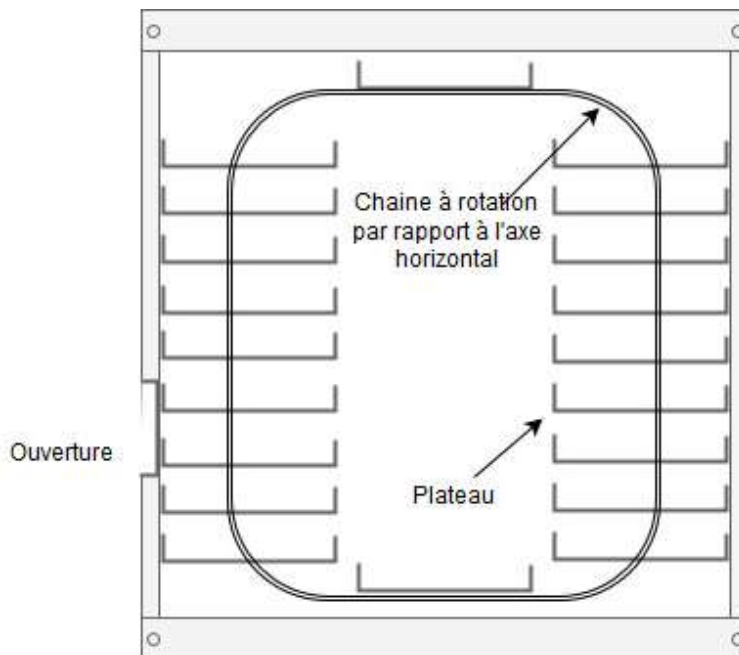 Chaine à rotation
par rapport à l'axe
horizontal
Ouverture
Plateau